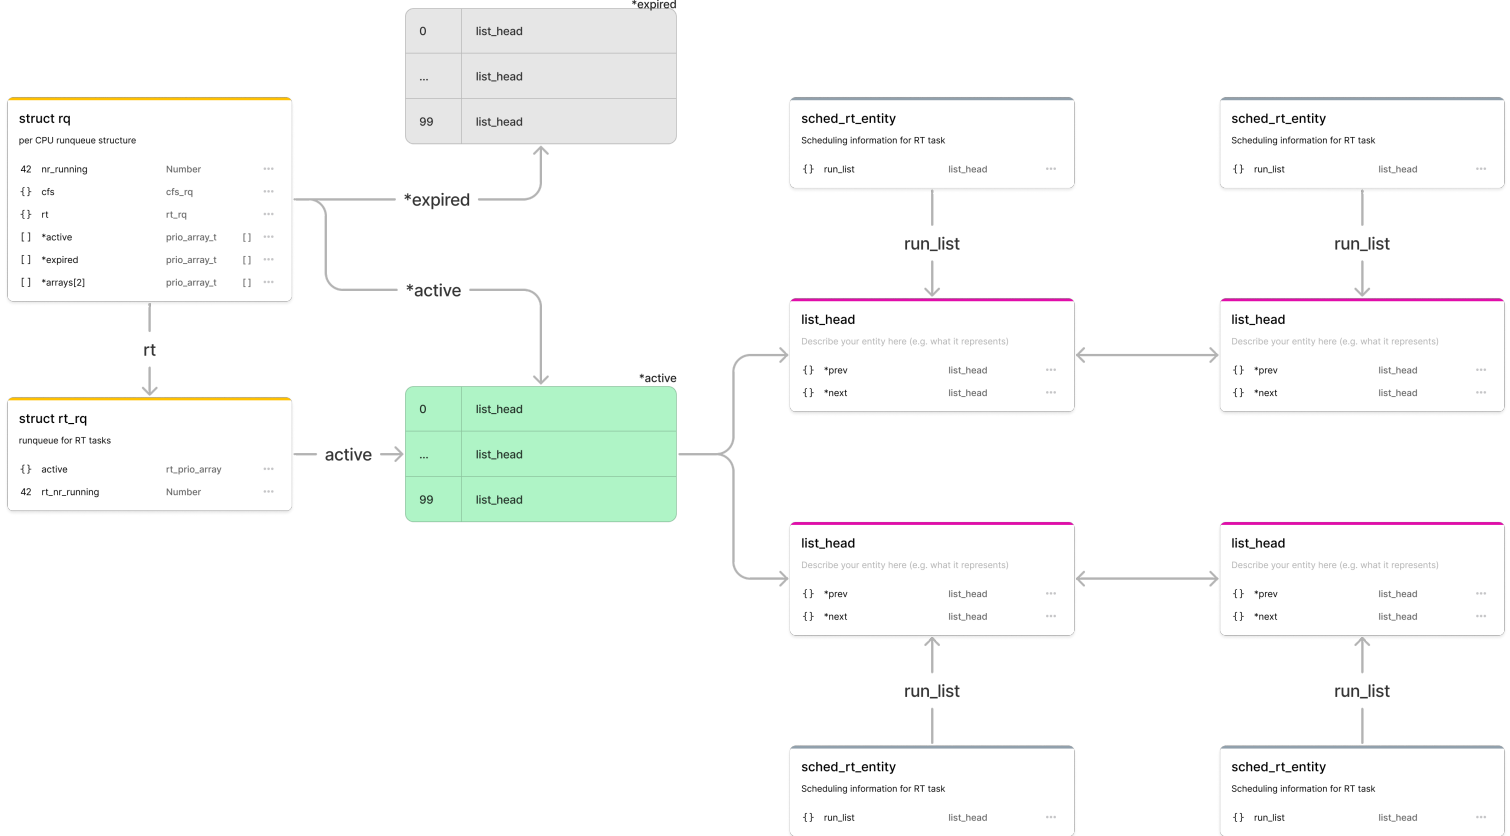 *expired
0 list_head
... list_head
99 list_head
struct rq
per CPU runqueue structure
42 nr_running Number ...
{} cfs cfs_rq ...
{} rt rt_rq ...
[] *active prio_array_t [] ...
[] *expired prio_array_t [] ...
[] *arrays[2] prio_array_t [] ...
*expired
*active
rt
struct rt_rq
runqueue for RT tasks
{} active rt_prio_array ...
42 rt_nr_running Number ...
active
*active
0 list_head
... list_head
99 list_head
sched_rt_entity
Scheduling information for RT task
{} run_list list_head ...
sched_rt_entity
Scheduling information for RT task
{} run_list list_head ...
run_list
run_list
list_head
Describe your entity here (e.g. what it represents)
{} *prev list_head ...
{} *next list_head ...
list_head
Describe your entity here (e.g. what it represents)
{} *prev list_head ...
{} *next list_head ...
list_head
Describe your entity here (e.g. what it represents)
{} *prev list_head ...
{} *next list_head ...
list_head
Describe your entity here (e.g. what it represents)
{} *prev list_head ...
{} *next list_head ...
run_list
run_list
sched_rt_entity
Scheduling information for RT task
{} run_list list_head ...
sched_rt_entity
Scheduling information for RT task
{} run_list list_head ...